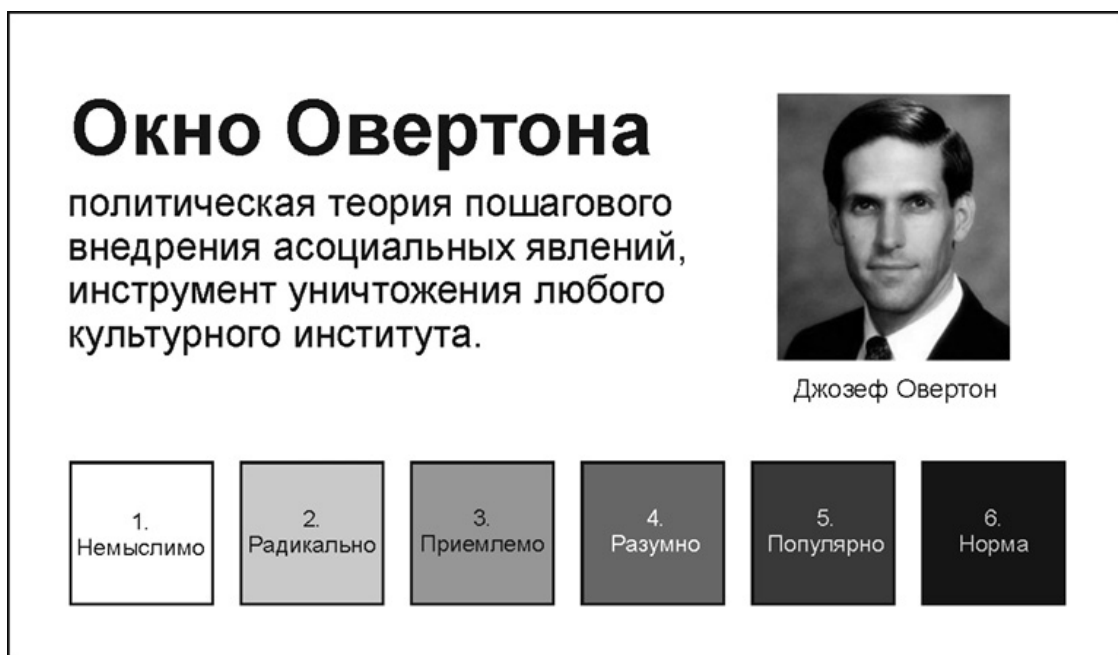 Окно Овертона
политическая теория пошагового
внедрения асоциальных явлений,
инструмент уничтожения любого
культурного института.
Джозеф Овертон
1.
Немыслимо
2.
Радикально
3.
Приемлемо
4.
Разумно
5.
Популярно
6.
Норма